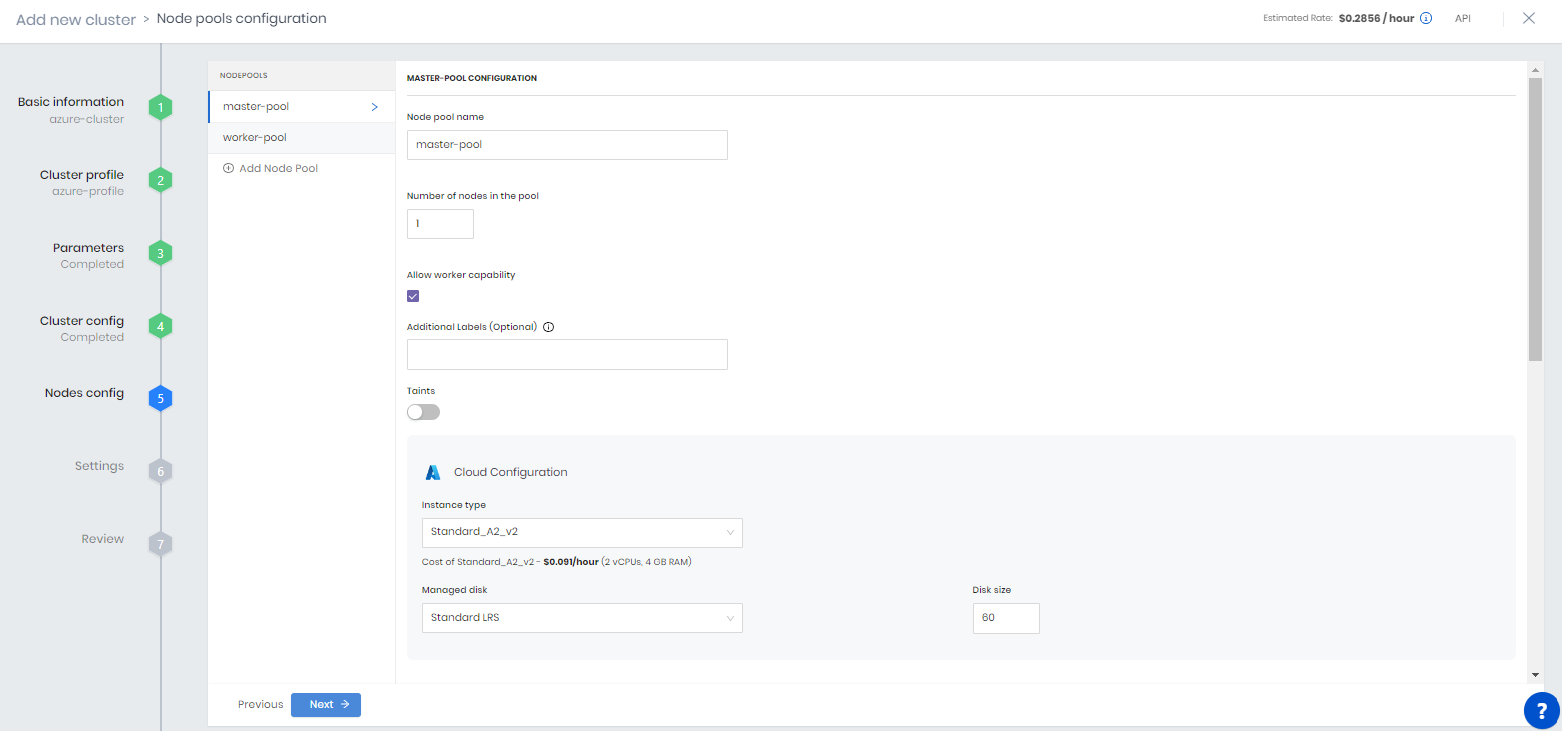 Add new cluster > Node pools configuration
Estimated Rate: $0.2856 / hour
API
Basic information
azure-cluster
1
Cluster profile
azure-profile
2
Parameters
Completed
3
Cluster config
Completed
4
Nodes config
5
Settings
6
Review
7
NODEPOOLS
master-pool
worker-pool
Add Node Pool
MASTER-POOL CONFIGURATION
Node pool name
master-pool
Number of nodes in the pool
1
Allow worker capability
Additional Labels (Optional)
Taints
Cloud Configuration
Instance type
Standard_A2_v2
Cost of Standard_A2_v2 - $0.091/hour (2 vCPUs, 4 GB RAM)
Managed disk
Standard LRS
Disk size
60
Previous
Next
?